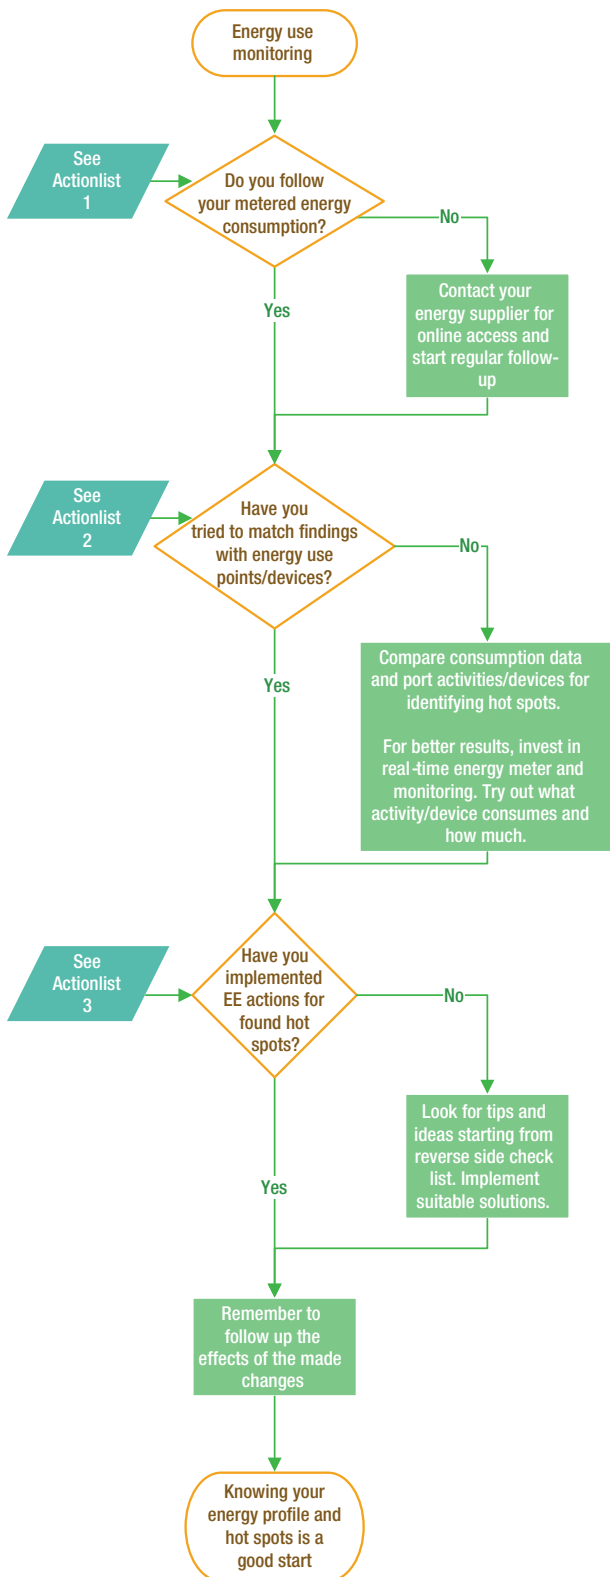 Energy use
monitoring
See
Actionlist
1
Do you follow
your metered energy
consumption?
No
Yes
Contact your
energy supplier for
online access and
start regular follow-
up
See
Actionlist
2
Have you
tried to match findings
with energy use
points/devices?
No
Yes
Compare consumption data
and port activities/devices for
identifying hot spots.
For better results, invest in
real-time energy meter and
monitoring. Try out what
activity/device consumes and
how much.
See
Actionlist
3
Have you
implemented
EE actions for
found hot
spots?
No
Yes
Look for tips and
ideas starting from
reverse side check
list. Implement
suitable solutions.
Remember to
follow up the
effects of the made
changes
Knowing your
energy profile and
hot spots is a
good start